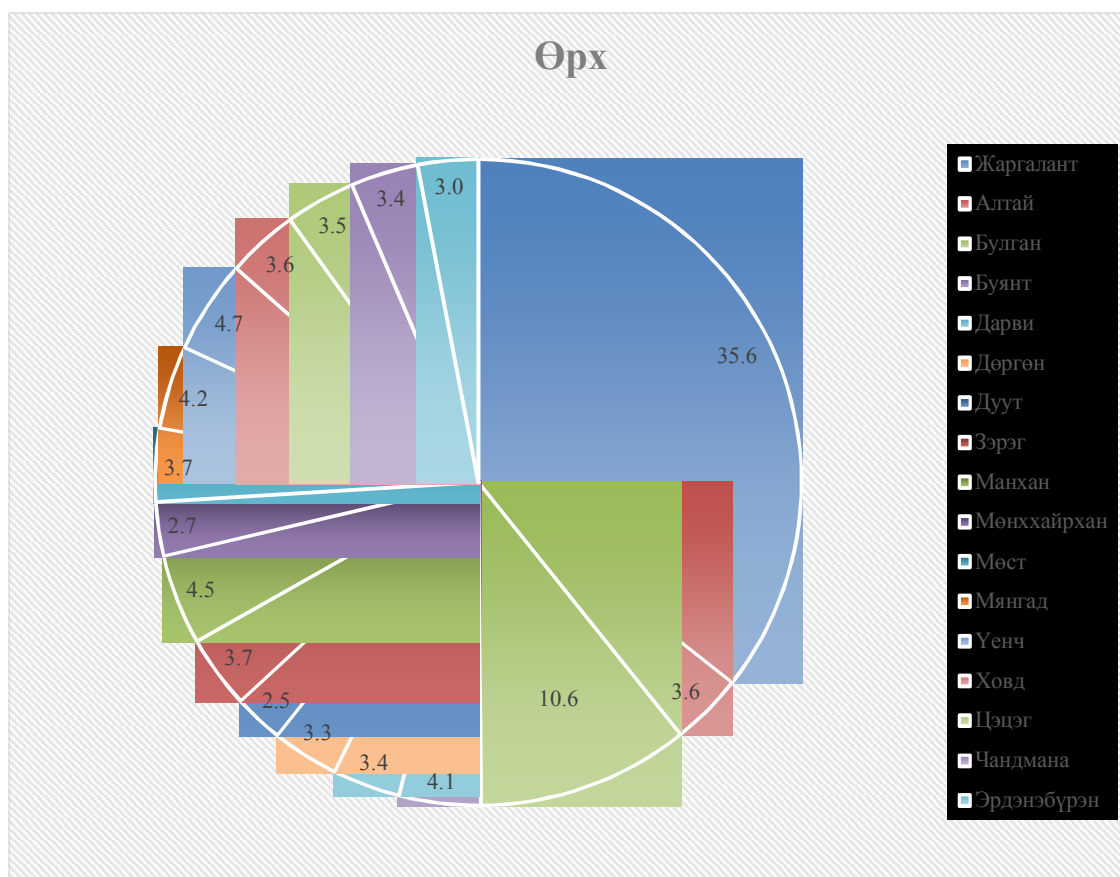 Өрх
3.0
3.4
3.5
3.6
4.7
4.2
3.7
2.7
4.5
3.7
2.5
3.3
3.4
4.1
10.6
3.6
35.6
Жаргалант
Алтай
Булган
Буянт
Дарви
Дөргөн
Дуут
Зэрэг
Манхан
Мөнххайрхан
Мөст
Мянгад
Үенч
Ховд
Цэцэг
Чандмана
Эрдэнэбүрэн